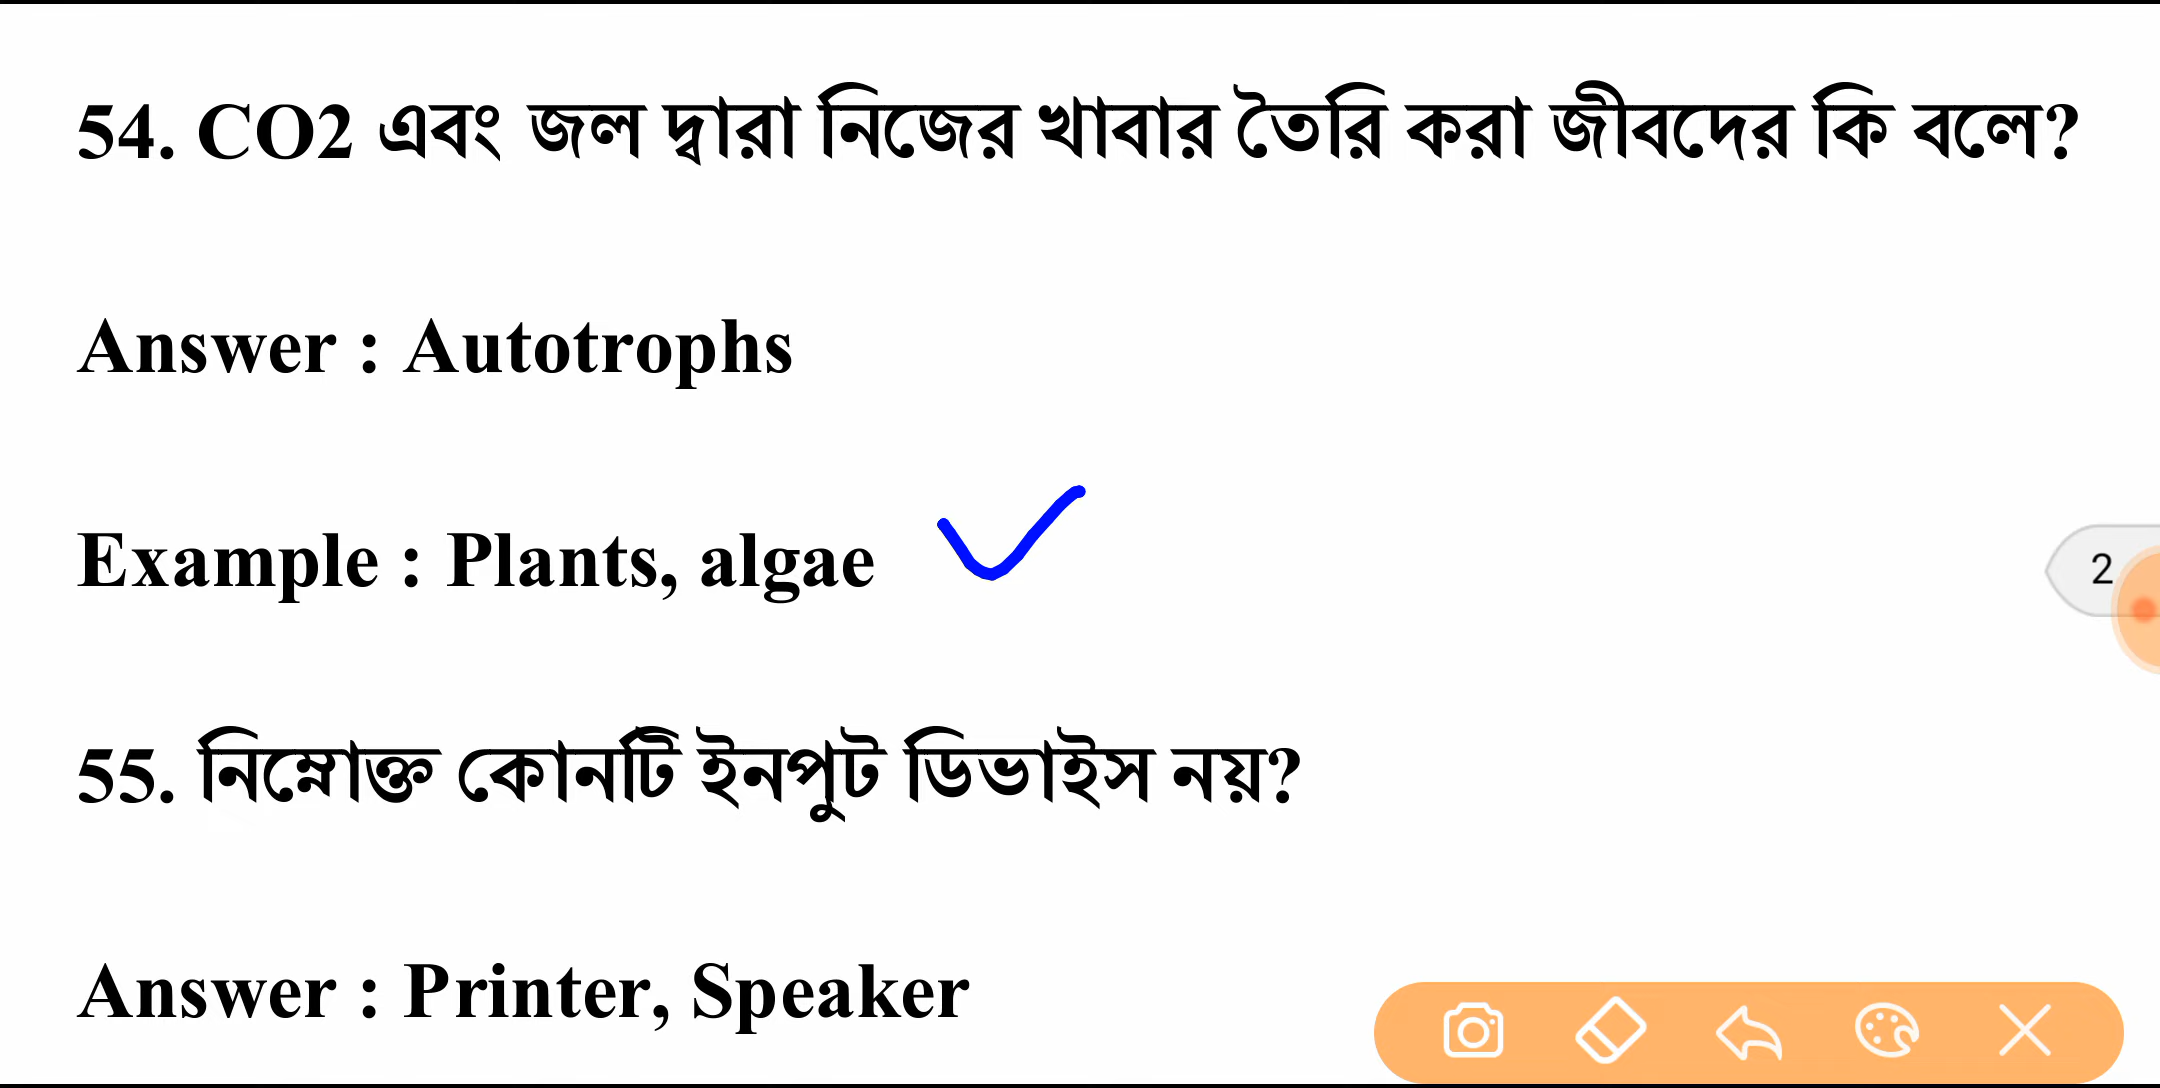 54. CO2 এবং জল দ্বারা নিজের খাবার তৈরি করা জীবদের কি বলে?
Answer : Autotrophs
Example : Plants, algae
2
55. নিম্নোক্ত কোনটি ইনপুট ডিভাইস নয়?
Answer : Printer, Speaker